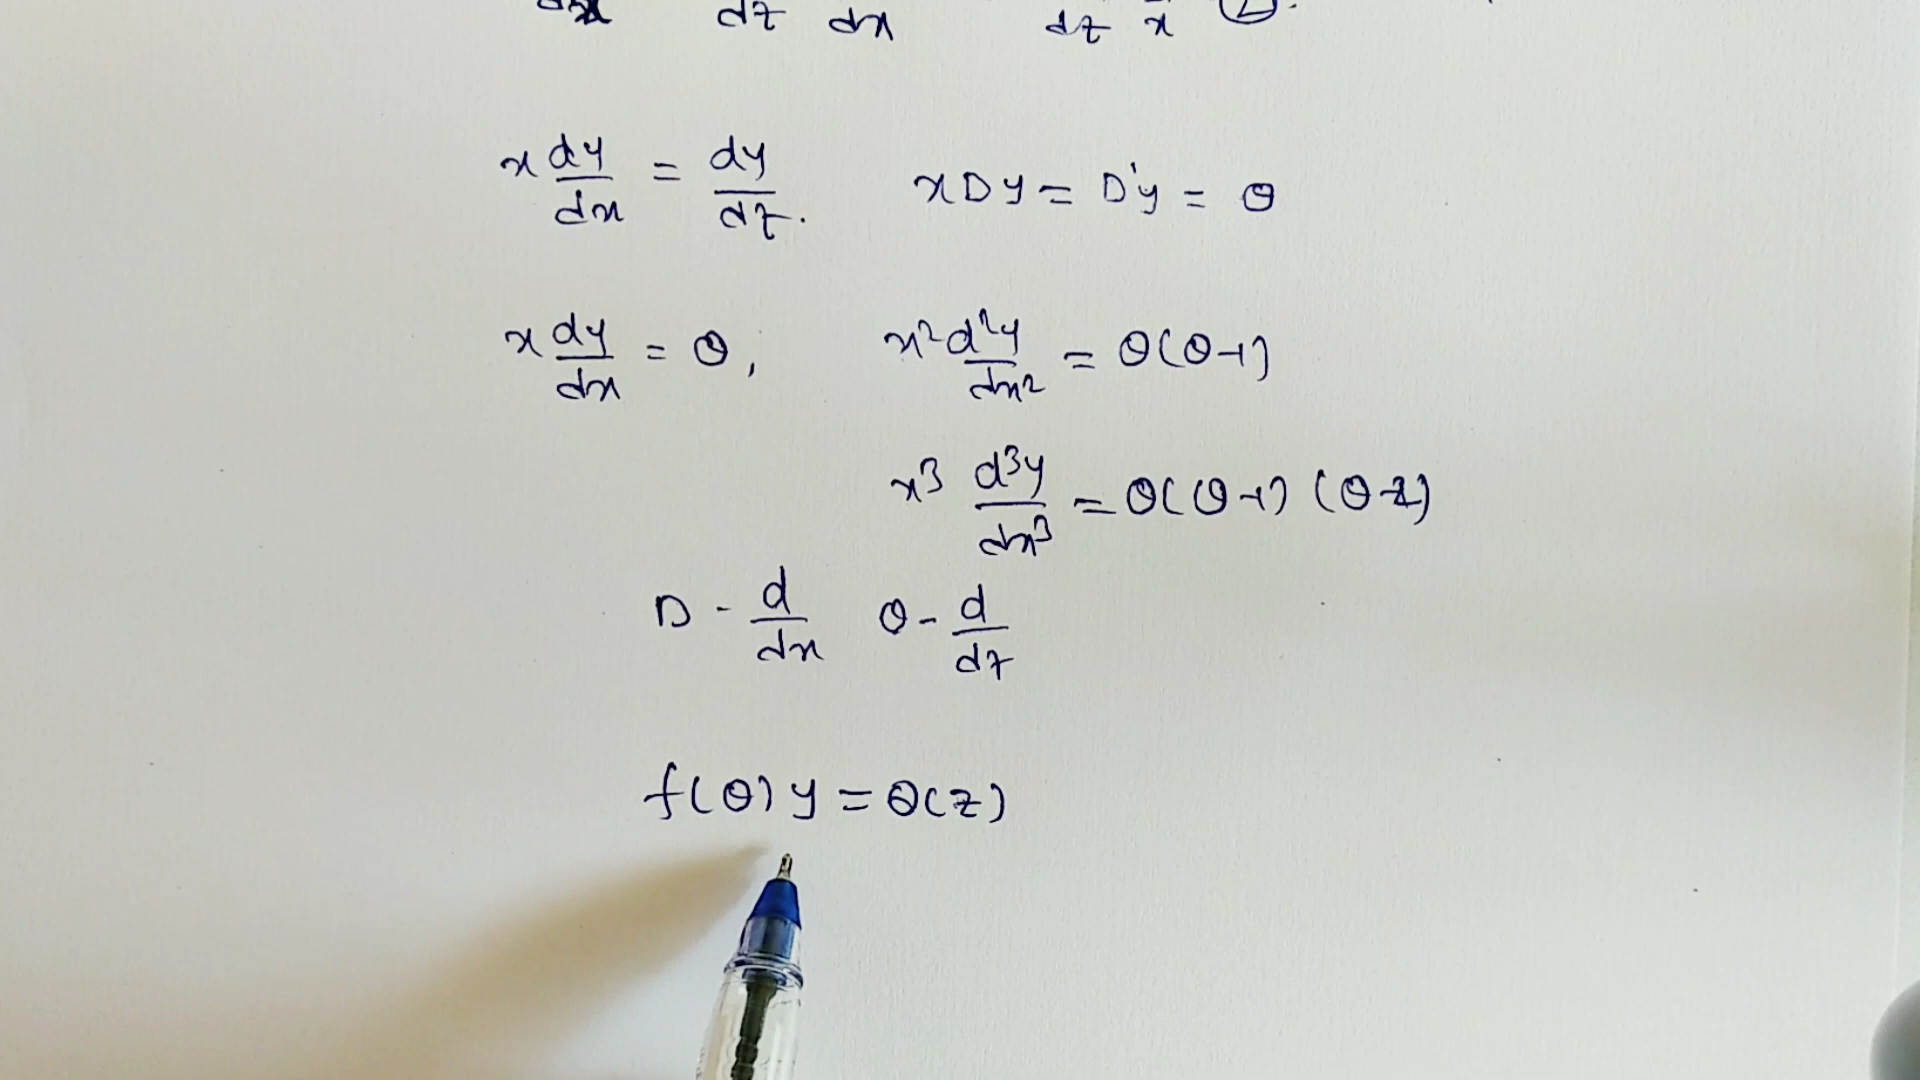 dz dx dz x 2.
x dy/dx = dy/dz. xDy = D'y = θ
x dy/dx = θ, x² d²y/dx² = θ(θ-1)
x³ d³y/dx³ = θ(θ-1) (θ-2)
D - d/dx θ - d/dz
f(θ) y = θ(z)